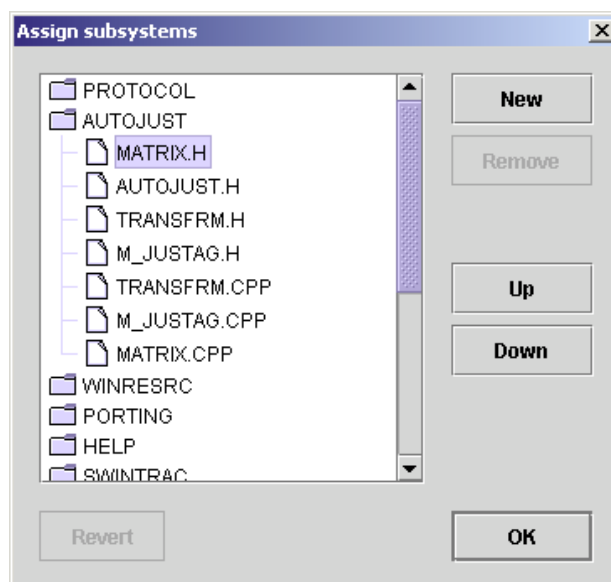 Assign subsystems
PROTOCOL
AUTOJUST
MATRIX.H
AUTOJUST.H
TRANSFRM.H
M_JUSTAG.H
TRANSFRM.CPP
M_JUSTAG.CPP
MATRIX.CPP
WINRESRC
PORTING
HELP
SWINTRAC
New
Remove
Up
Down
Revert
OK